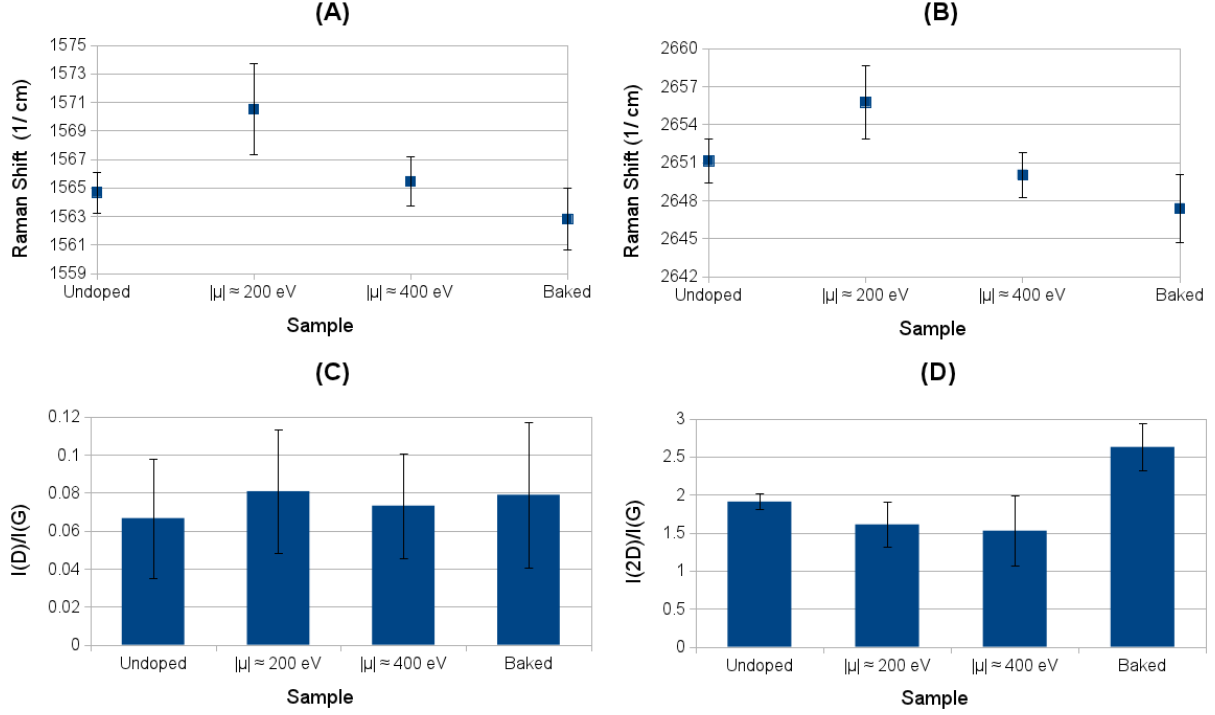 (A)
Raman Shift (1/ cm)
1575
1573
1571
1569
1567
1565
1563
1561
1559
Undoped |µ| ≈ 200 eV |µ| ≈ 400 eV Baked
Sample
(B)
Raman Shift (1/ cm)
2660
2657
2654
2651
2648
2645
2642
Undoped |µ| ≈ 200 eV |µ| ≈ 400 eV Baked
Sample
(C)
I(D)/I(G)
0.12
0.1
0.08
0.06
0.04
0.02
0
Undoped |µ| ≈ 200 eV |µ| ≈ 400 eV Baked
Sample
(D)
I(2D)/I(G)
3
2.5
2
1.5
1
0.5
0
Undoped |µ| ≈ 200 eV |µ| ≈ 400 eV Baked
Sample